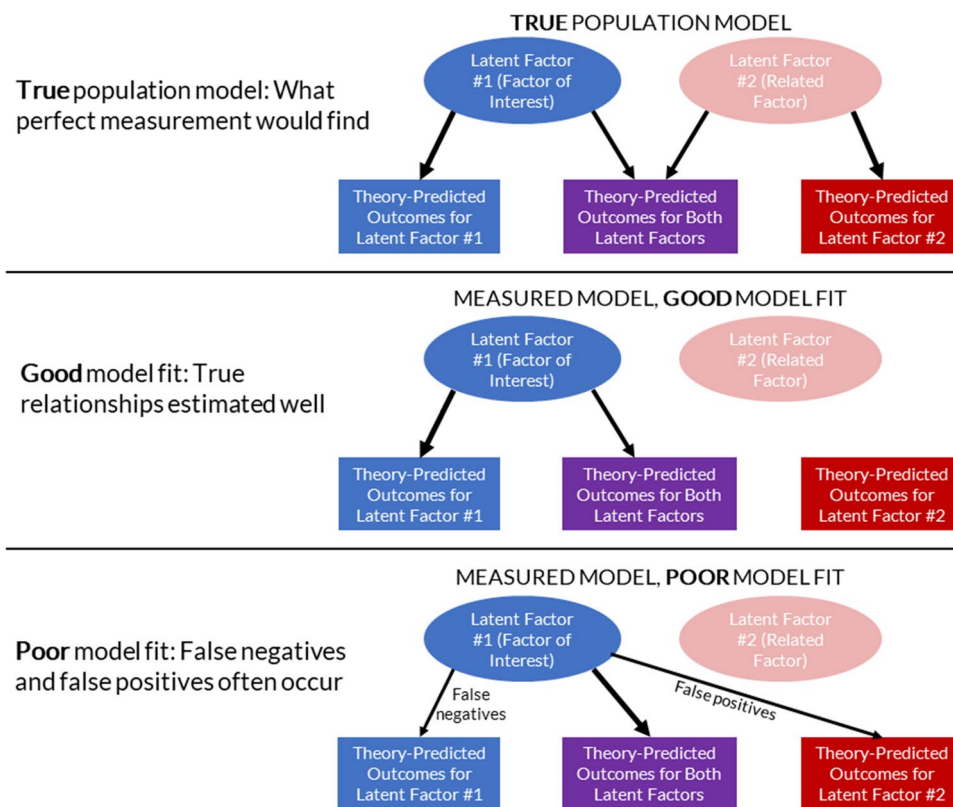 TRUE POPULATION MODEL
True population model: What
perfect measurement would find
Latent Factor
#1 (Factor of
Interest)
Latent Factor
#2 (Related
Factor)
Theory-Predicted
Outcomes for
Latent Factor #1
Theory-Predicted
Outcomes for Both
Latent Factors
Theory-Predicted
Outcomes for
Latent Factor #2
MEASURED MODEL, GOOD MODEL FIT
Good model fit: True
relationships estimated well
Latent Factor
#1 (Factor of
Interest)
Latent Factor
#2 (Related
Factor)
Theory-Predicted
Outcomes for
Latent Factor #1
Theory-Predicted
Outcomes for Both
Latent Factors
Theory-Predicted
Outcomes for
Latent Factor #2
MEASURED MODEL, POOR MODEL FIT
Poor model fit: False negatives
and false positives often occur
Latent Factor
#1 (Factor of
Interest)
Latent Factor
#2 (Related
Factor)
False
negatives
False positives
Theory-Predicted
Outcomes for
Latent Factor #1
Theory-Predicted
Outcomes for Both
Latent Factors
Theory-Predicted
Outcomes for
Latent Factor #2